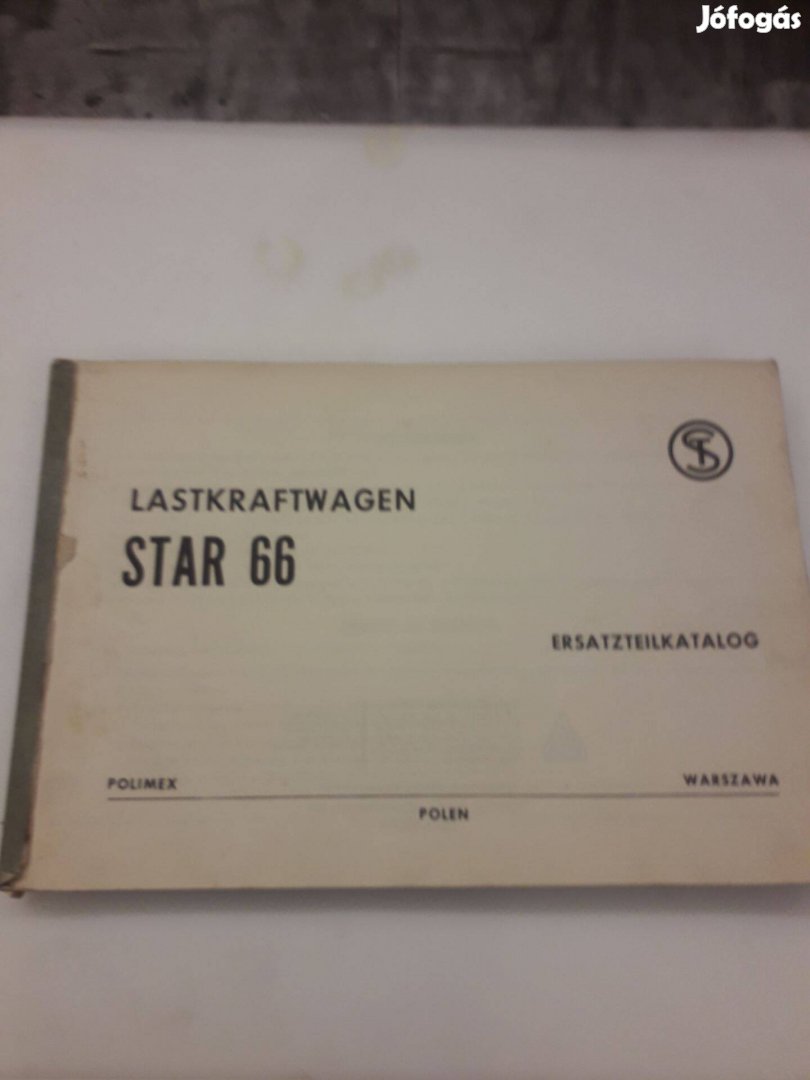 Jófogás
LASTKRAFTWAGEN
STAR 66
ERSATZTEILKATALOG
POLIMEX
WARSZAWA
POLEN